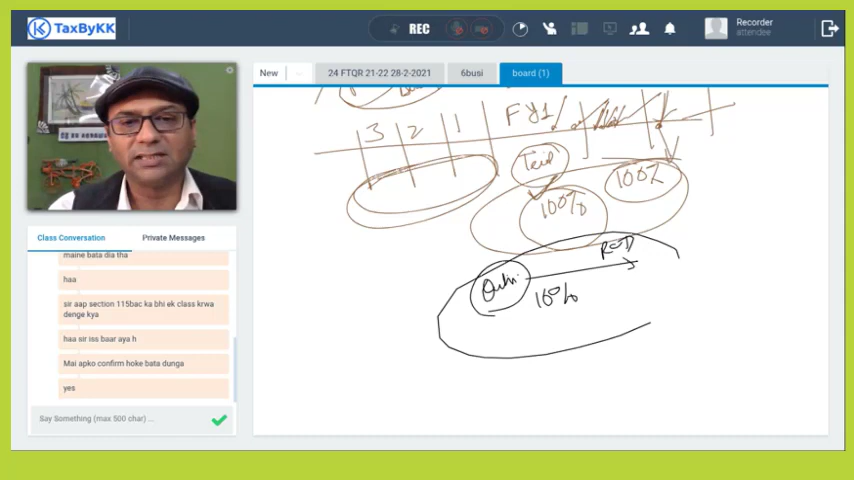 TaxByKK
REC
Recorder
attendee
New
24 FTQR 21-22 28-2-2021
6busi
board (1)
Class Conversation
Private Messages
maine bata dia tha
haa
sir aap section 115bac ka bhi ek class krwa
denge kya
haa sir iss baar aya h
Mai apko confirm hoke bata dunga
yes
Say Something (max 500 char) ...
3 2 1 FY1
100% 100%
100%